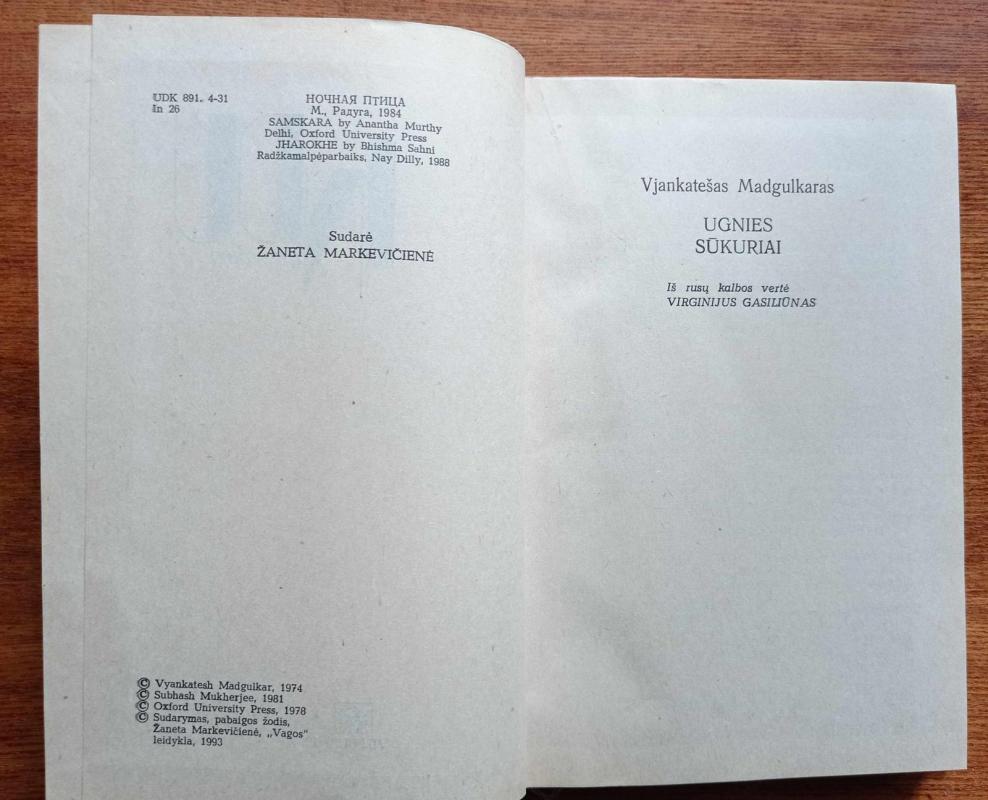 UDK 891. 4-31
In 26
НОЧНАЯ ПТИЦА
М., Радуга, 1984
SAMSKARA by Anantha Murthy
Delhi, Oxford University Press
JHAROKHE by Bhishma Sahni
Radžkamalpėparbaiks, Nay Dilly, 1988
Sudarė
ŽANETA MARKEVIČIENĖ
© Vyankatesh Madgulkar, 1974
© Subhash Mukherjee, 1981
© Oxford University Press, 1978
© Sudarymas, pabaigos žodis,
Žaneta Markevičienė, „Vagos"
leidykla, 1993
Vjankatešas Madgulkaras
UGNIES
SŪKURIAI
Iš rusų kalbos vertė
VIRGINIJUS GASILIŪNAS